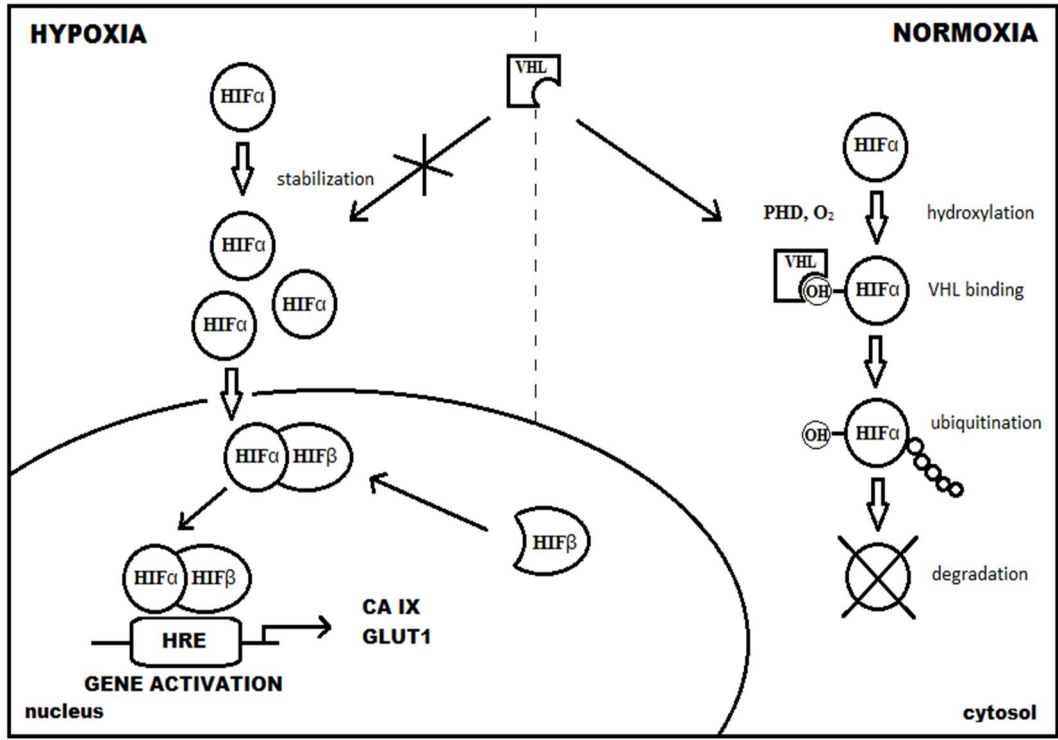 HYPOXIA
NORMOXIA
VHL
HIFα
stabilization
HIFα
HIFα
HIFα
HIFα
PHD, O₂
hydroxylation
VHL
OH
HIFα
VHL binding
OH
HIFα
ubiquitination
degradation
HIFα HIFβ
HIFβ
HIFα HIFβ
HRE
CA IX
GLUT1
GENE ACTIVATION
nucleus
cytosol